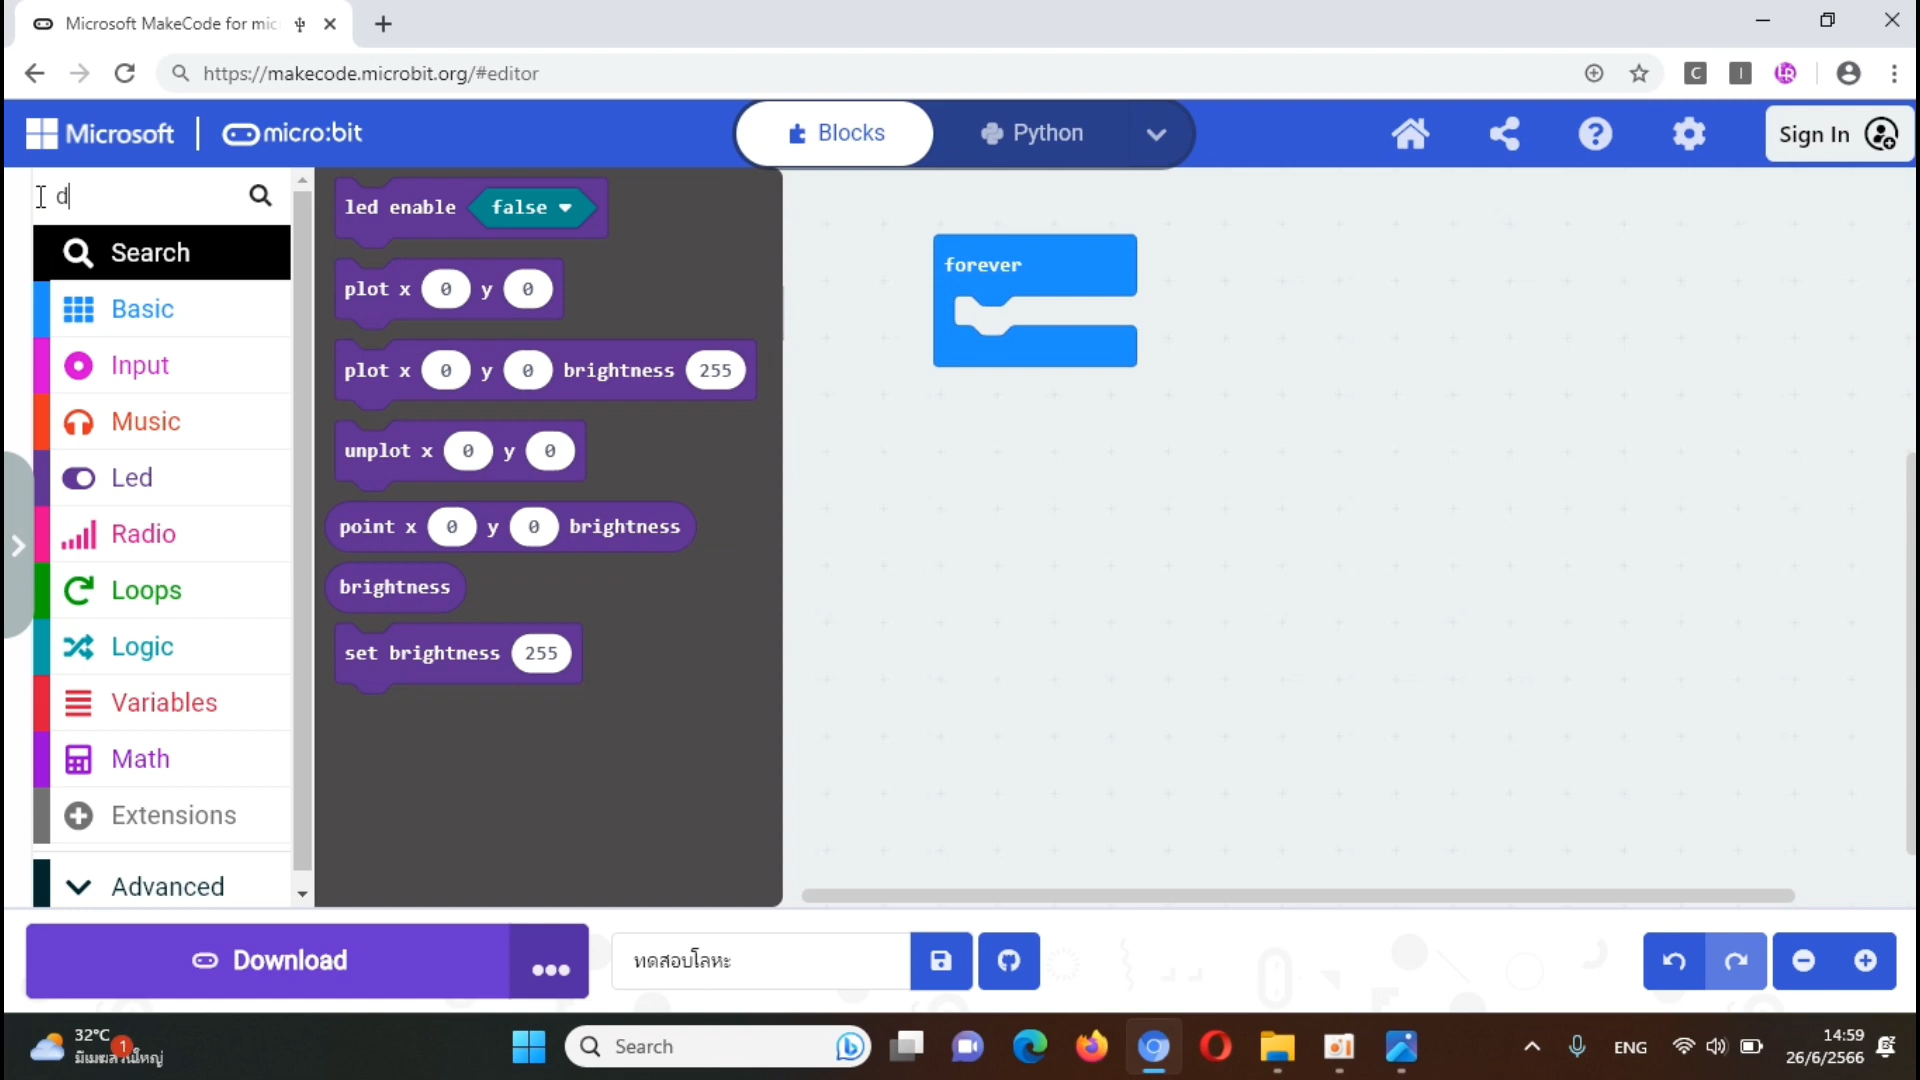 Microsoft MakeCode for mic
https://makecode.microbit.org/#editor
C
I
LR
Microsoft
micro:bit
Blocks
Python
Sign In
d
Search
Basic
Input
Music
Led
Radio
Loops
Logic
Variables
Math
Extensions
Advanced
led enable false
plot x 0 y 0
plot x 0 y 0 brightness 255
unplot x 0 y 0
point x 0 y 0 brightness
brightness
set brightness 255
forever
Download
ทดสอบโลหะ
32°C
1
Search
ENG
14:59
26/6/2566